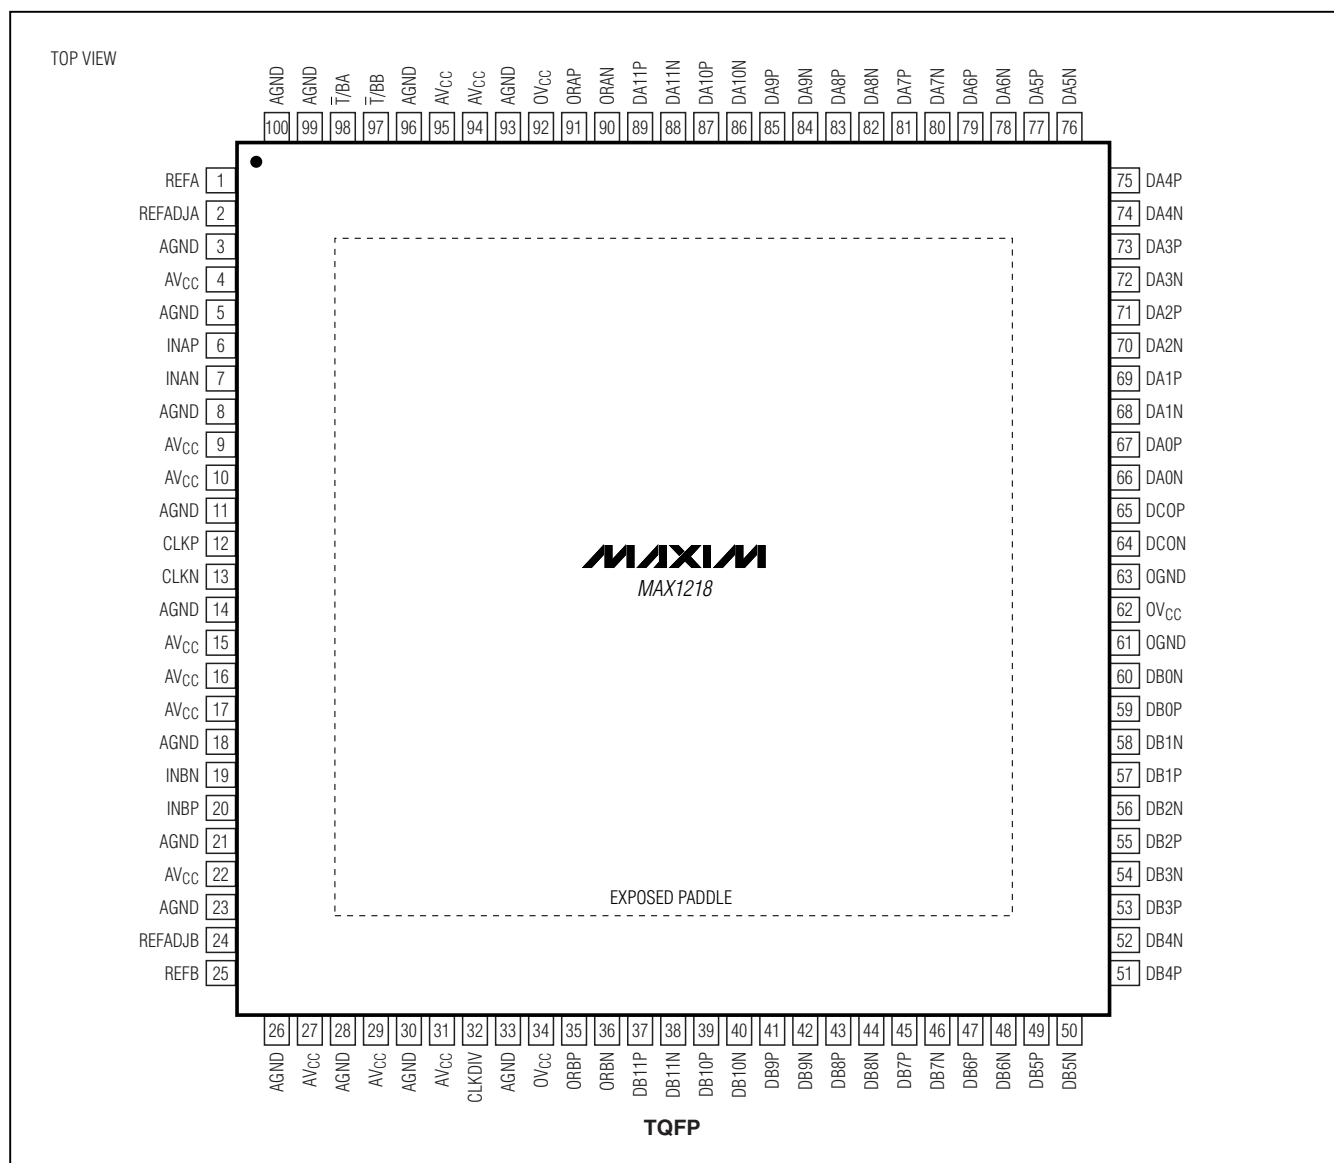 TOP VIEW
AGND AGND T̅/BA T̅/BB AGND AVCC AVCC AGND OVCC ORAP ORAN DA11P DA11N DA10P DA10N DA9P DA9N DA8P DA8N DA7P DA7N DA6P DA6N DA5P DA5N
100 99 98 97 96 95 94 93 92 91 90 89 88 87 86 85 84 83 82 81 80 79 78 77 76
REFA 1
REFADJA 2
AGND 3
AVCC 4
AGND 5
INAP 6
INAN 7
AGND 8
AVCC 9
AVCC 10
AGND 11
CLKP 12
CLKN 13
AGND 14
AVCC 15
AVCC 16
AVCC 17
AGND 18
INBN 19
INBP 20
AGND 21
AVCC 22
AGND 23
REFADJB 24
REFB 25
MAXIM
MAX1218
EXPOSED PADDLE
75 DA4P
74 DA4N
73 DA3P
72 DA3N
71 DA2P
70 DA2N
69 DA1P
68 DA1N
67 DA0P
66 DA0N
65 DCOP
64 DCON
63 OGND
62 OVCC
61 OGND
60 DB0N
59 DB0P
58 DB1N
57 DB1P
56 DB2N
55 DB2P
54 DB3N
53 DB3P
52 DB4N
51 DB4P
26 27 28 29 30 31 32 33 34 35 36 37 38 39 40 41 42 43 44 45 46 47 48 49 50
AGND AVCC AGND AVCC AGND AVCC CLKDIV AGND OVCC ORBP ORBN DB11P DB11N DB10P DB10N DB9P DB9N DB8P DB8N DB7P DB7N DB6P DB6N DB5P DB5N
TQFP